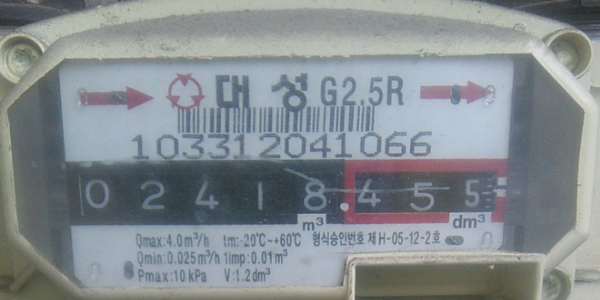 대성 G2.5R
103312041066
02418.455
m³ dm³
Qmax:4.0m³/h tm:-20℃~+60℃ 형식승인번호 제 H-05-12-2호
Qmin:0.025m³/h 1imp:0.01m³
Pmax:10 kPa V:1.2dm³